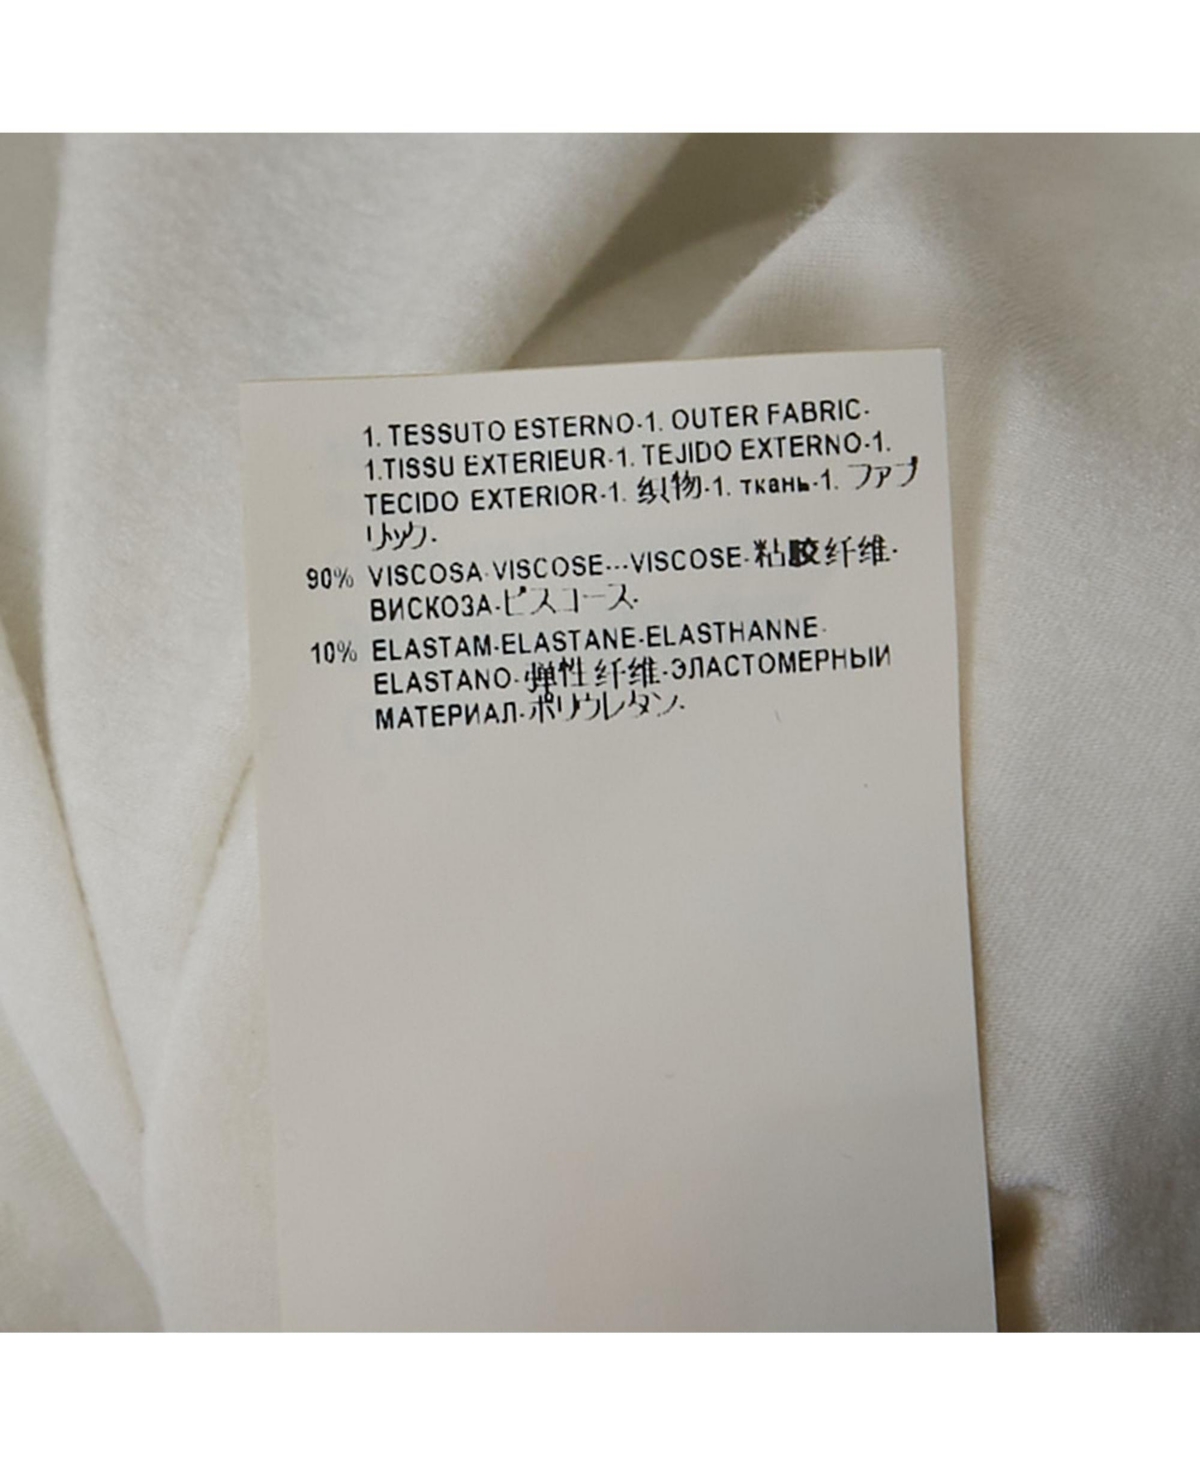 1. TESSUTO ESTERNO-1. OUTER FABRIC-
1.TISSU EXTERIEUR-1. TEJIDO EXTERNO-1.
TECIDO EXTERIOR-1. 织物-1. ткань-1. ファブ
リック-
90% VISCOSA-VISCOSE---VISCOSE-粘胶纤维-
ВИСКОЗА-ビスコース-
10% ELASTAM-ELASTANE-ELASTHANNE-
ELASTANO-弹性纤维-ЭЛАСТОМЕРНЫЙ
МАТЕРИАЛ-ポリウレタン-